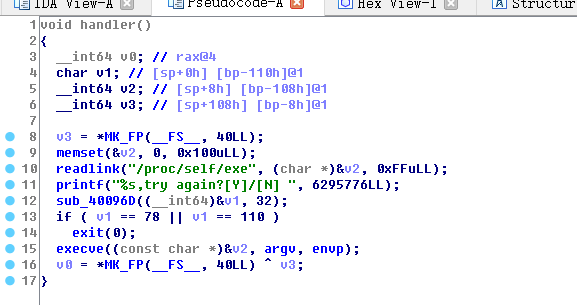 IDA View-A Pseudocode-A Hex View-1 A Structur
1 void handler()
2 {
3 __int64 v0; // rax@4
4 char v1; // [sp+0h] [bp-110h]@1
5 __int64 v2; // [sp+8h] [bp-108h]@1
6 __int64 v3; // [sp+108h] [bp-8h]@1
7
8 v3 = *MK_FP(__FS__, 40LL);
9 memset(&v2, 0, 0x100uLL);
10 readlink("/proc/self/exe", (char *)&v2, 0xFFuLL);
11 printf("%s,try again?[Y]/[N] ", 6295776LL);
12 sub_40096D((__int64)&v1, 32);
13 if ( v1 == 78 || v1 == 110 )
14 exit(0);
15 execve((const char *)&v2, argv, envp);
16 v0 = *MK_FP(__FS__, 40LL) ^ v3;
17 }